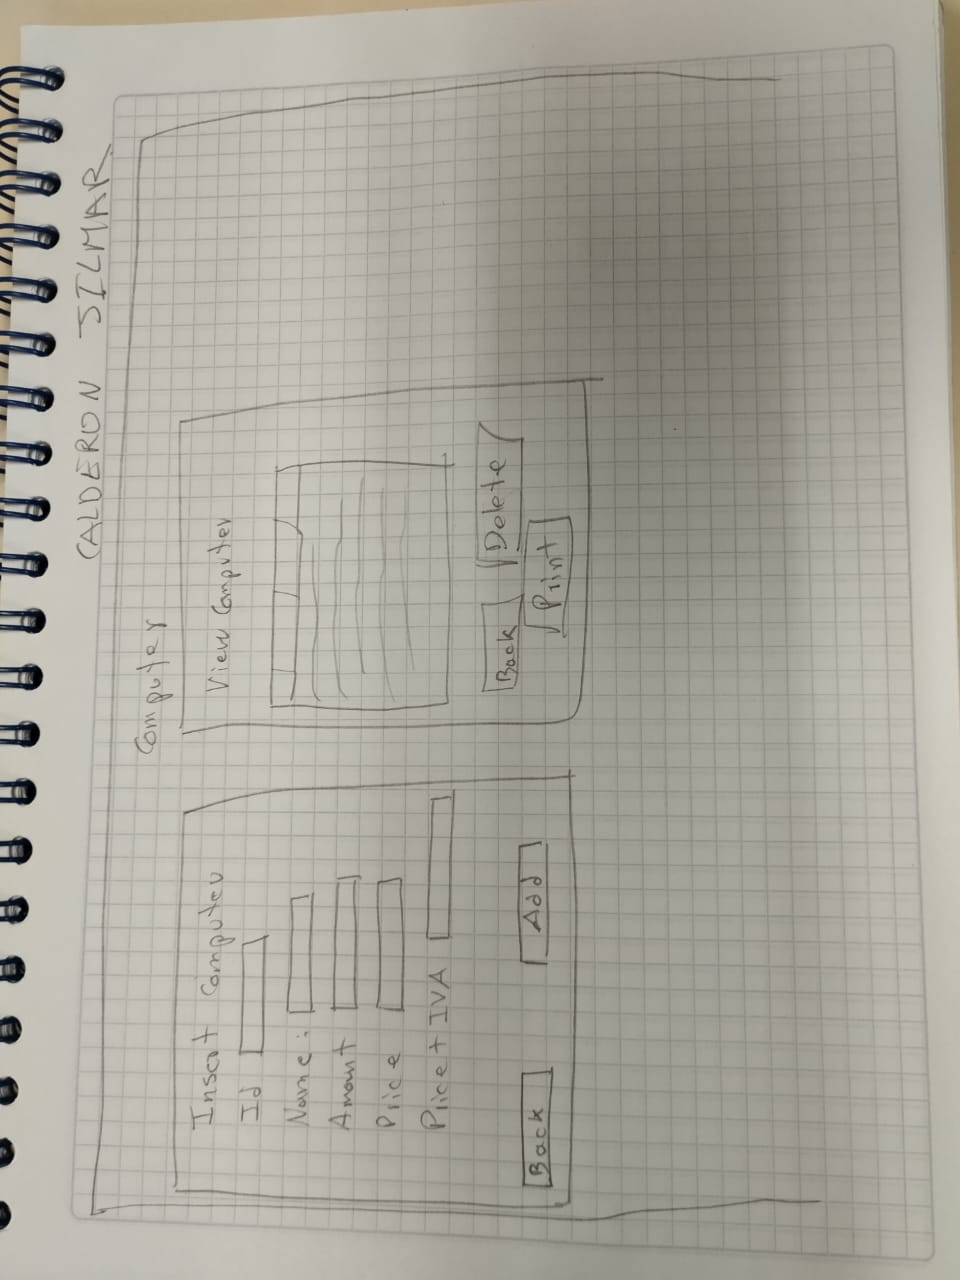 CALDERON SILMAR
Computer
Insert Computer
Id
Name:
Amount
Price
Price + IVA
Back
Add
View Computer
Back
Delete
Print